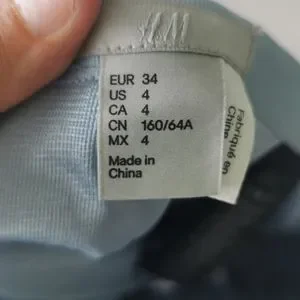 H&M
EUR 34
US 4
CA 4
CN 160/64A
MX 4
Made in
China
Fabriqué en
Chine